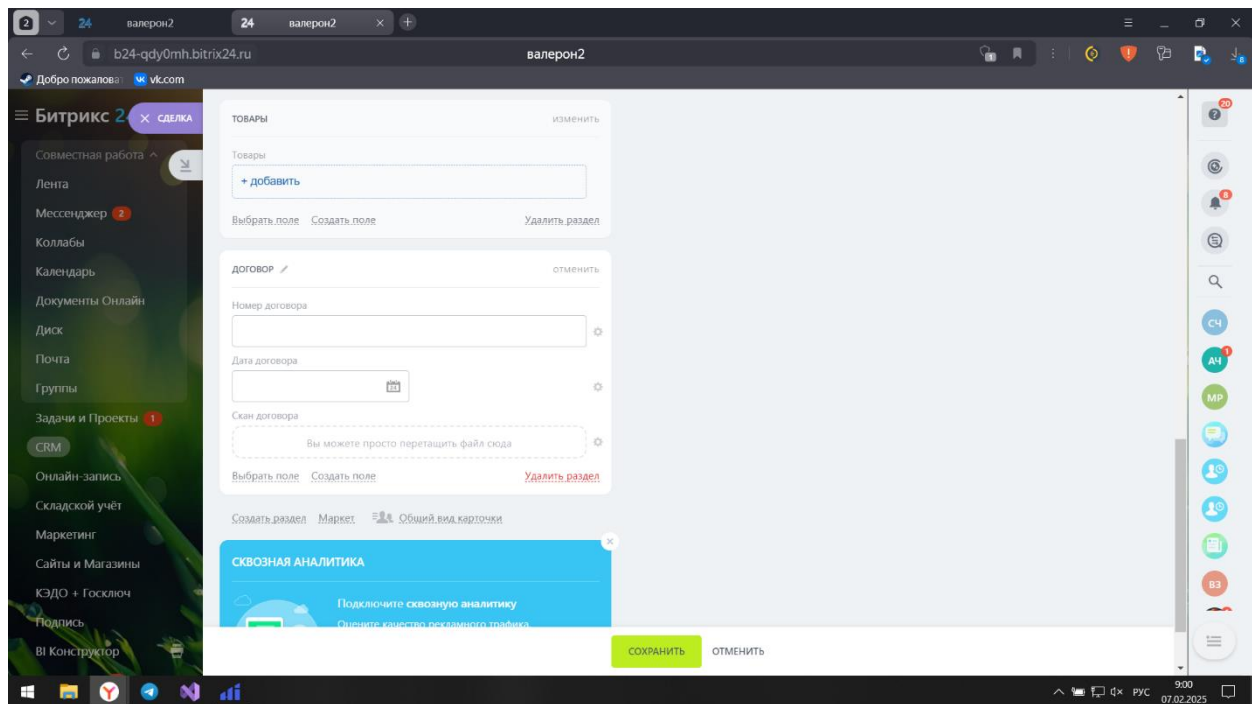 2
24 валерон2
24 валерон2
b24-qdy0mh.bitrix24.ru
валерон2
8
Добро пожалова
vk.com
Битрикс 2
СДЕЛКА
Совместная работа
Лента
Мессенджер 2
Коллабы
Календарь
Документы Онлайн
Диск
Почта
Группы
Задачи и Проекты 1
CRM
Онлайн-запись
Складской учёт
Маркетинг
Сайты и Магазины
КЭДО + Госключ
Подпись
BI Конструктор
ТОВАРЫ
изменить
Товары
+ добавить
Выбрать поле Создать поле Удалить раздел
ДОГОВОР
отменить
Номер договора
Дата договора
Скан договора
Вы можете просто перетащить файл сюда
Выбрать поле Создать поле Удалить раздел
Создать раздел Маркет Общий вид карточки
СКВОЗНАЯ АНАЛИТИКА
Подключите сквозную аналитику
Оцените качество рекламного трафика
СОХРАНИТЬ ОТМЕНИТЬ
20
8
СЧ
АЧ 1
МР
ВЗ
РУС
9:00
07.02.2025